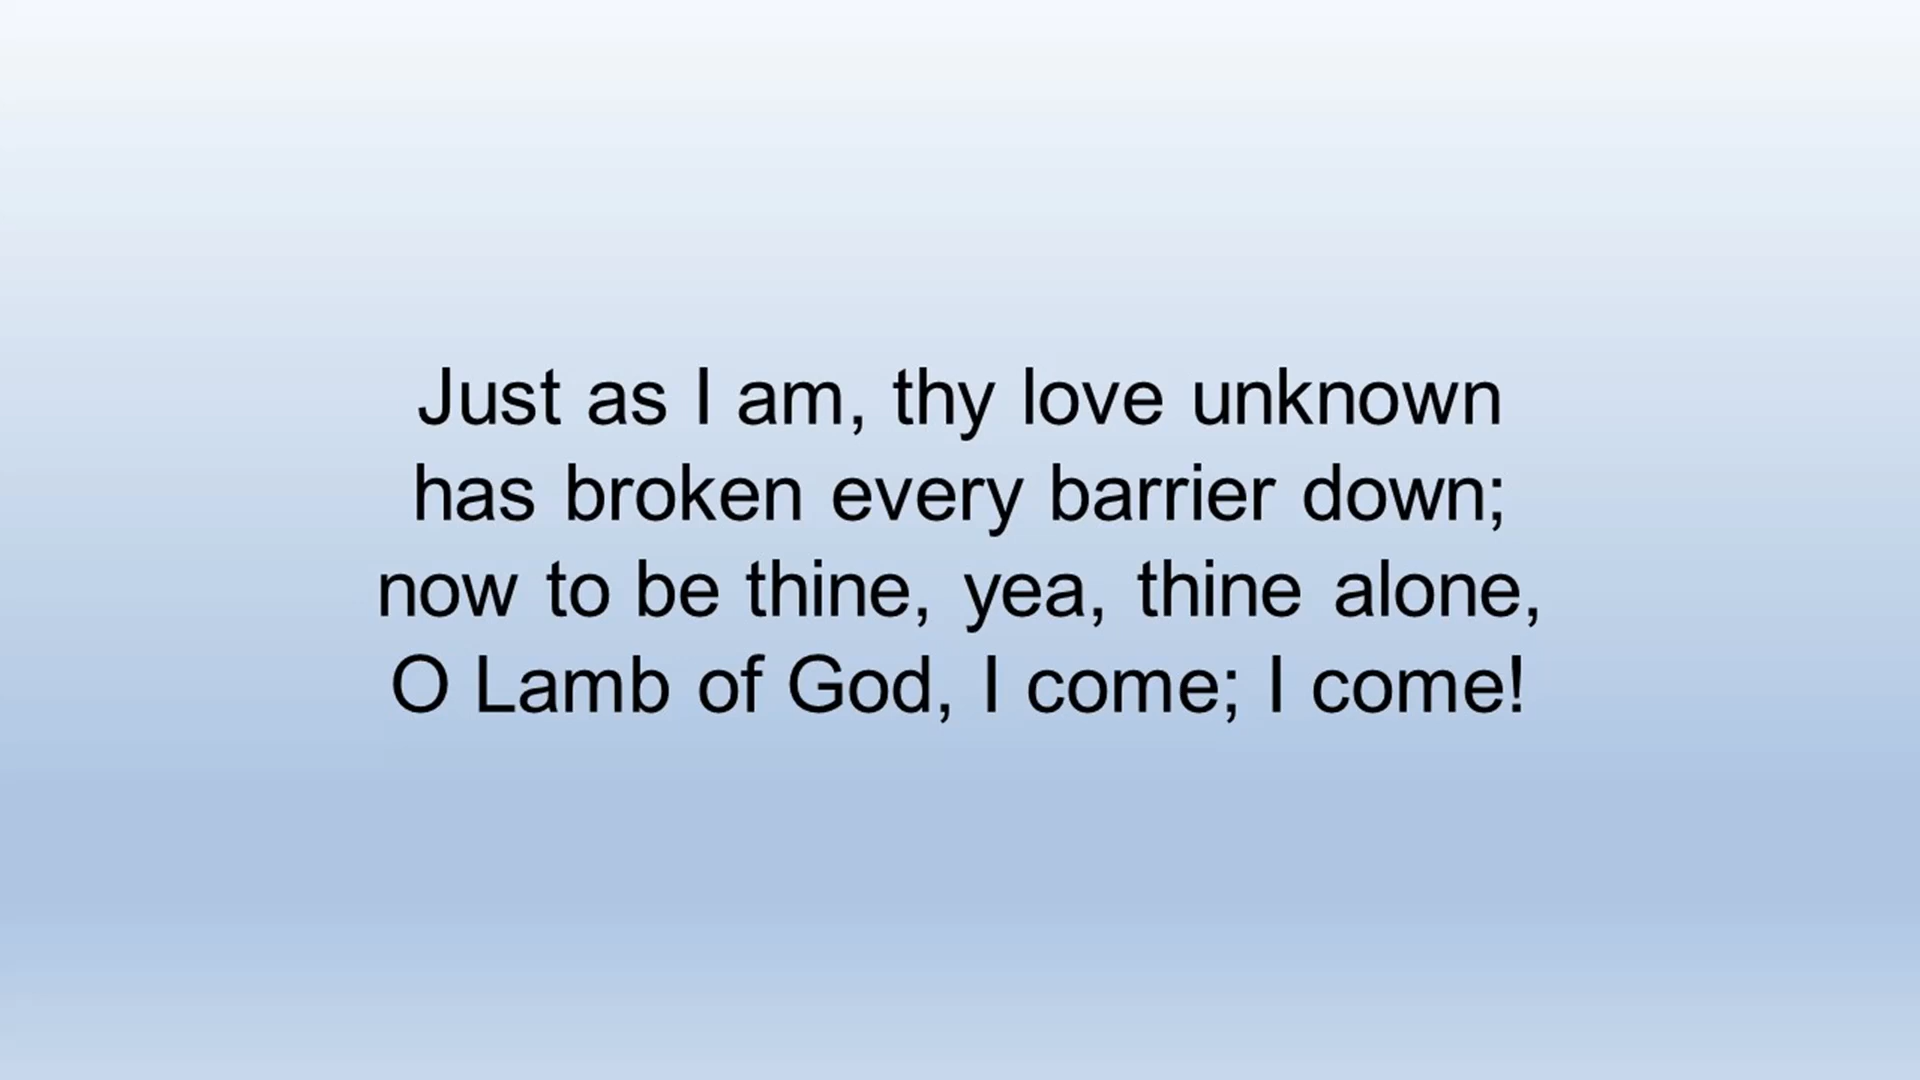 Just as I am, thy love unknown
has broken every barrier down;
now to be thine, yea, thine alone,
O Lamb of God, I come; I come!